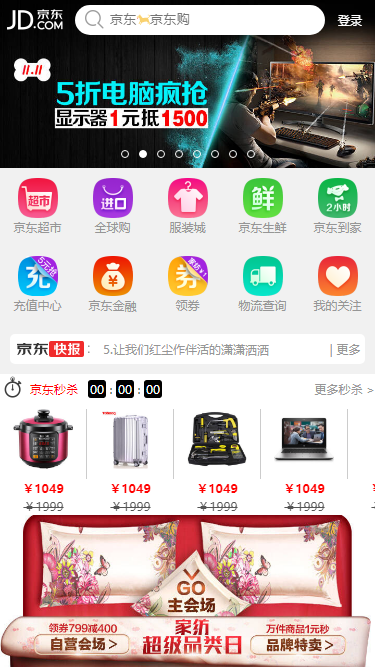 JD 京东 .COM
京东🐕京东购
登录
11.11
5折电脑疯抢
显示器1元抵1500
超市
进口
鲜
2小时
京东超市
全球购
服装城
京东生鲜
京东到家
充
5元抢
¥
券
充值中心
京东金融
领券
物流查询
我的关注
京东快报:
5.让我们红尘作伴活的潇潇洒洒
| 更多
京东秒杀
00 : 00 : 00
更多秒杀 >
¥1049
¥1049
¥1049
¥1049
¥1999
¥1999
¥1999
¥1999
GO
主会场
领券799减400
自营会场 >
家纺
超级品类日
万件商品1元秒
品牌特卖 >